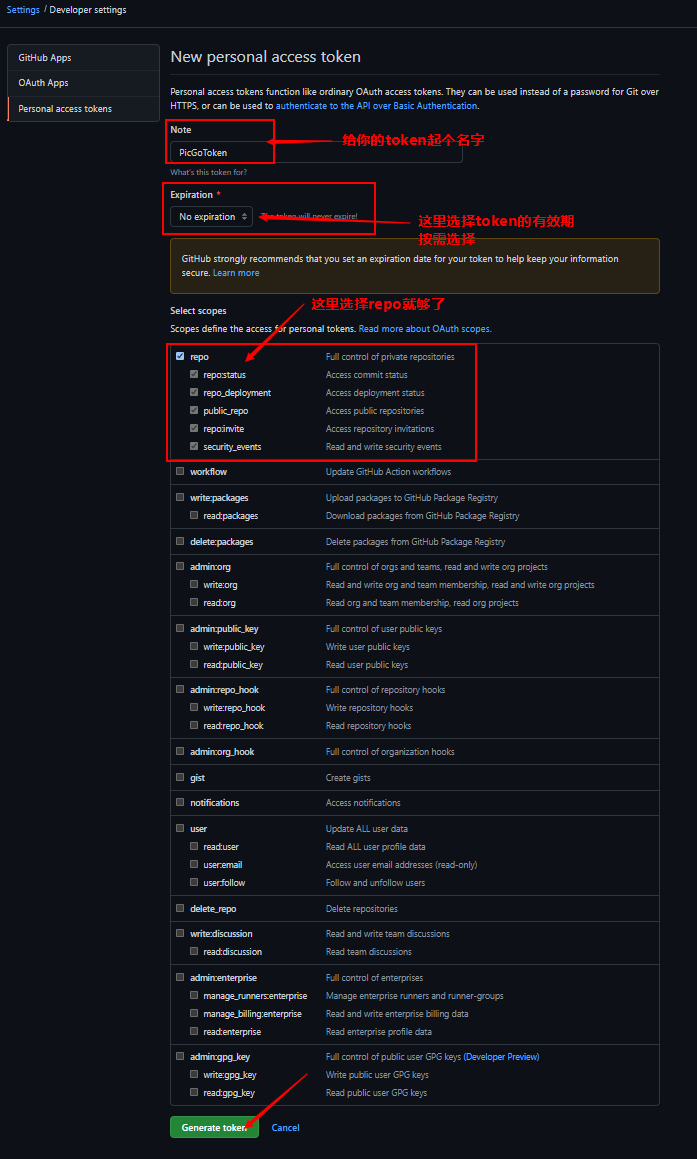 Settings / Developer settings
GitHub Apps
OAuth Apps
Personal access tokens
New personal access token
Personal access tokens function like ordinary OAuth access tokens. They can be used instead of a password for Git over
HTTPS, or can be used to authenticate to the API over Basic Authentication.
Note
PicGoToken
给你的token起个名字
What's this token for?
Expiration *
No expiration
The token will never expire!
这里选择token的有效期
按需选择
GitHub strongly recommends that you set an expiration date for your token to help keep your information
secure. Learn more
这里选择repo就够了
Select scopes
Scopes define the access for personal tokens. Read more about OAuth scopes.
repo Full control of private repositories
repo:status Access commit status
repo_deployment Access deployment status
public_repo Access public repositories
repo:invite Access repository invitations
security_events Read and write security events
workflow Update GitHub Action workflows
write:packages Upload packages to GitHub Package Registry
read:packages Download packages from GitHub Package Registry
delete:packages Delete packages from GitHub Package Registry
admin:org Full control of orgs and teams, read and write org projects
write:org Read and write org and team membership, read and write org projects
read:org Read org and team membership, read org projects
admin:public_key Full control of user public keys
write:public_key Write user public keys
read:public_key Read user public keys
admin:repo_hook Full control of repository hooks
write:repo_hook Write repository hooks
read:repo_hook Read repository hooks
admin:org_hook Full control of organization hooks
gist Create gists
notifications Access notifications
user Update ALL user data
read:user Read ALL user profile data
user:email Access user email addresses (read-only)
user:follow Follow and unfollow users
delete_repo Delete repositories
write:discussion Read and write team discussions
read:discussion Read team discussions
admin:enterprise Full control of enterprises
manage_runners:enterprise Manage enterprise runners and runner-groups
manage_billing:enterprise Read and write enterprise billing data
read:enterprise Read enterprise profile data
admin:gpg_key Full control of public user GPG keys (Developer Preview)
write:gpg_key Write public user GPG keys
read:gpg_key Read public user GPG keys
Generate token Cancel